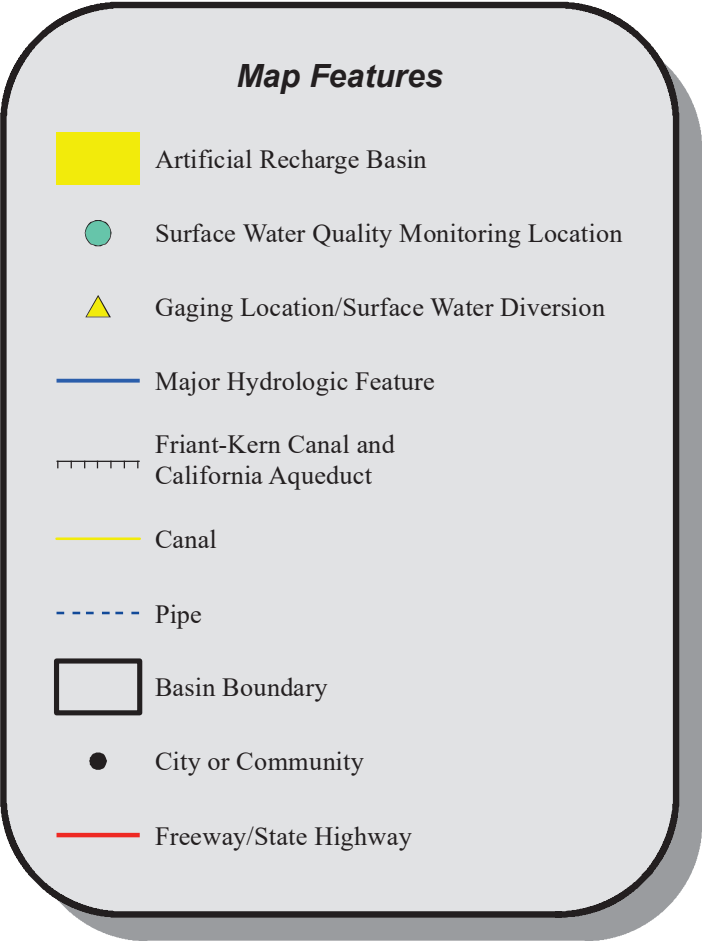 Map Features
Artificial Recharge Basin
Surface Water Quality Monitoring Location
Gaging Location/Surface Water Diversion
Major Hydrologic Feature
Friant-Kern Canal and
California Aqueduct
Canal
Pipe
Basin Boundary
City or Community
Freeway/State Highway